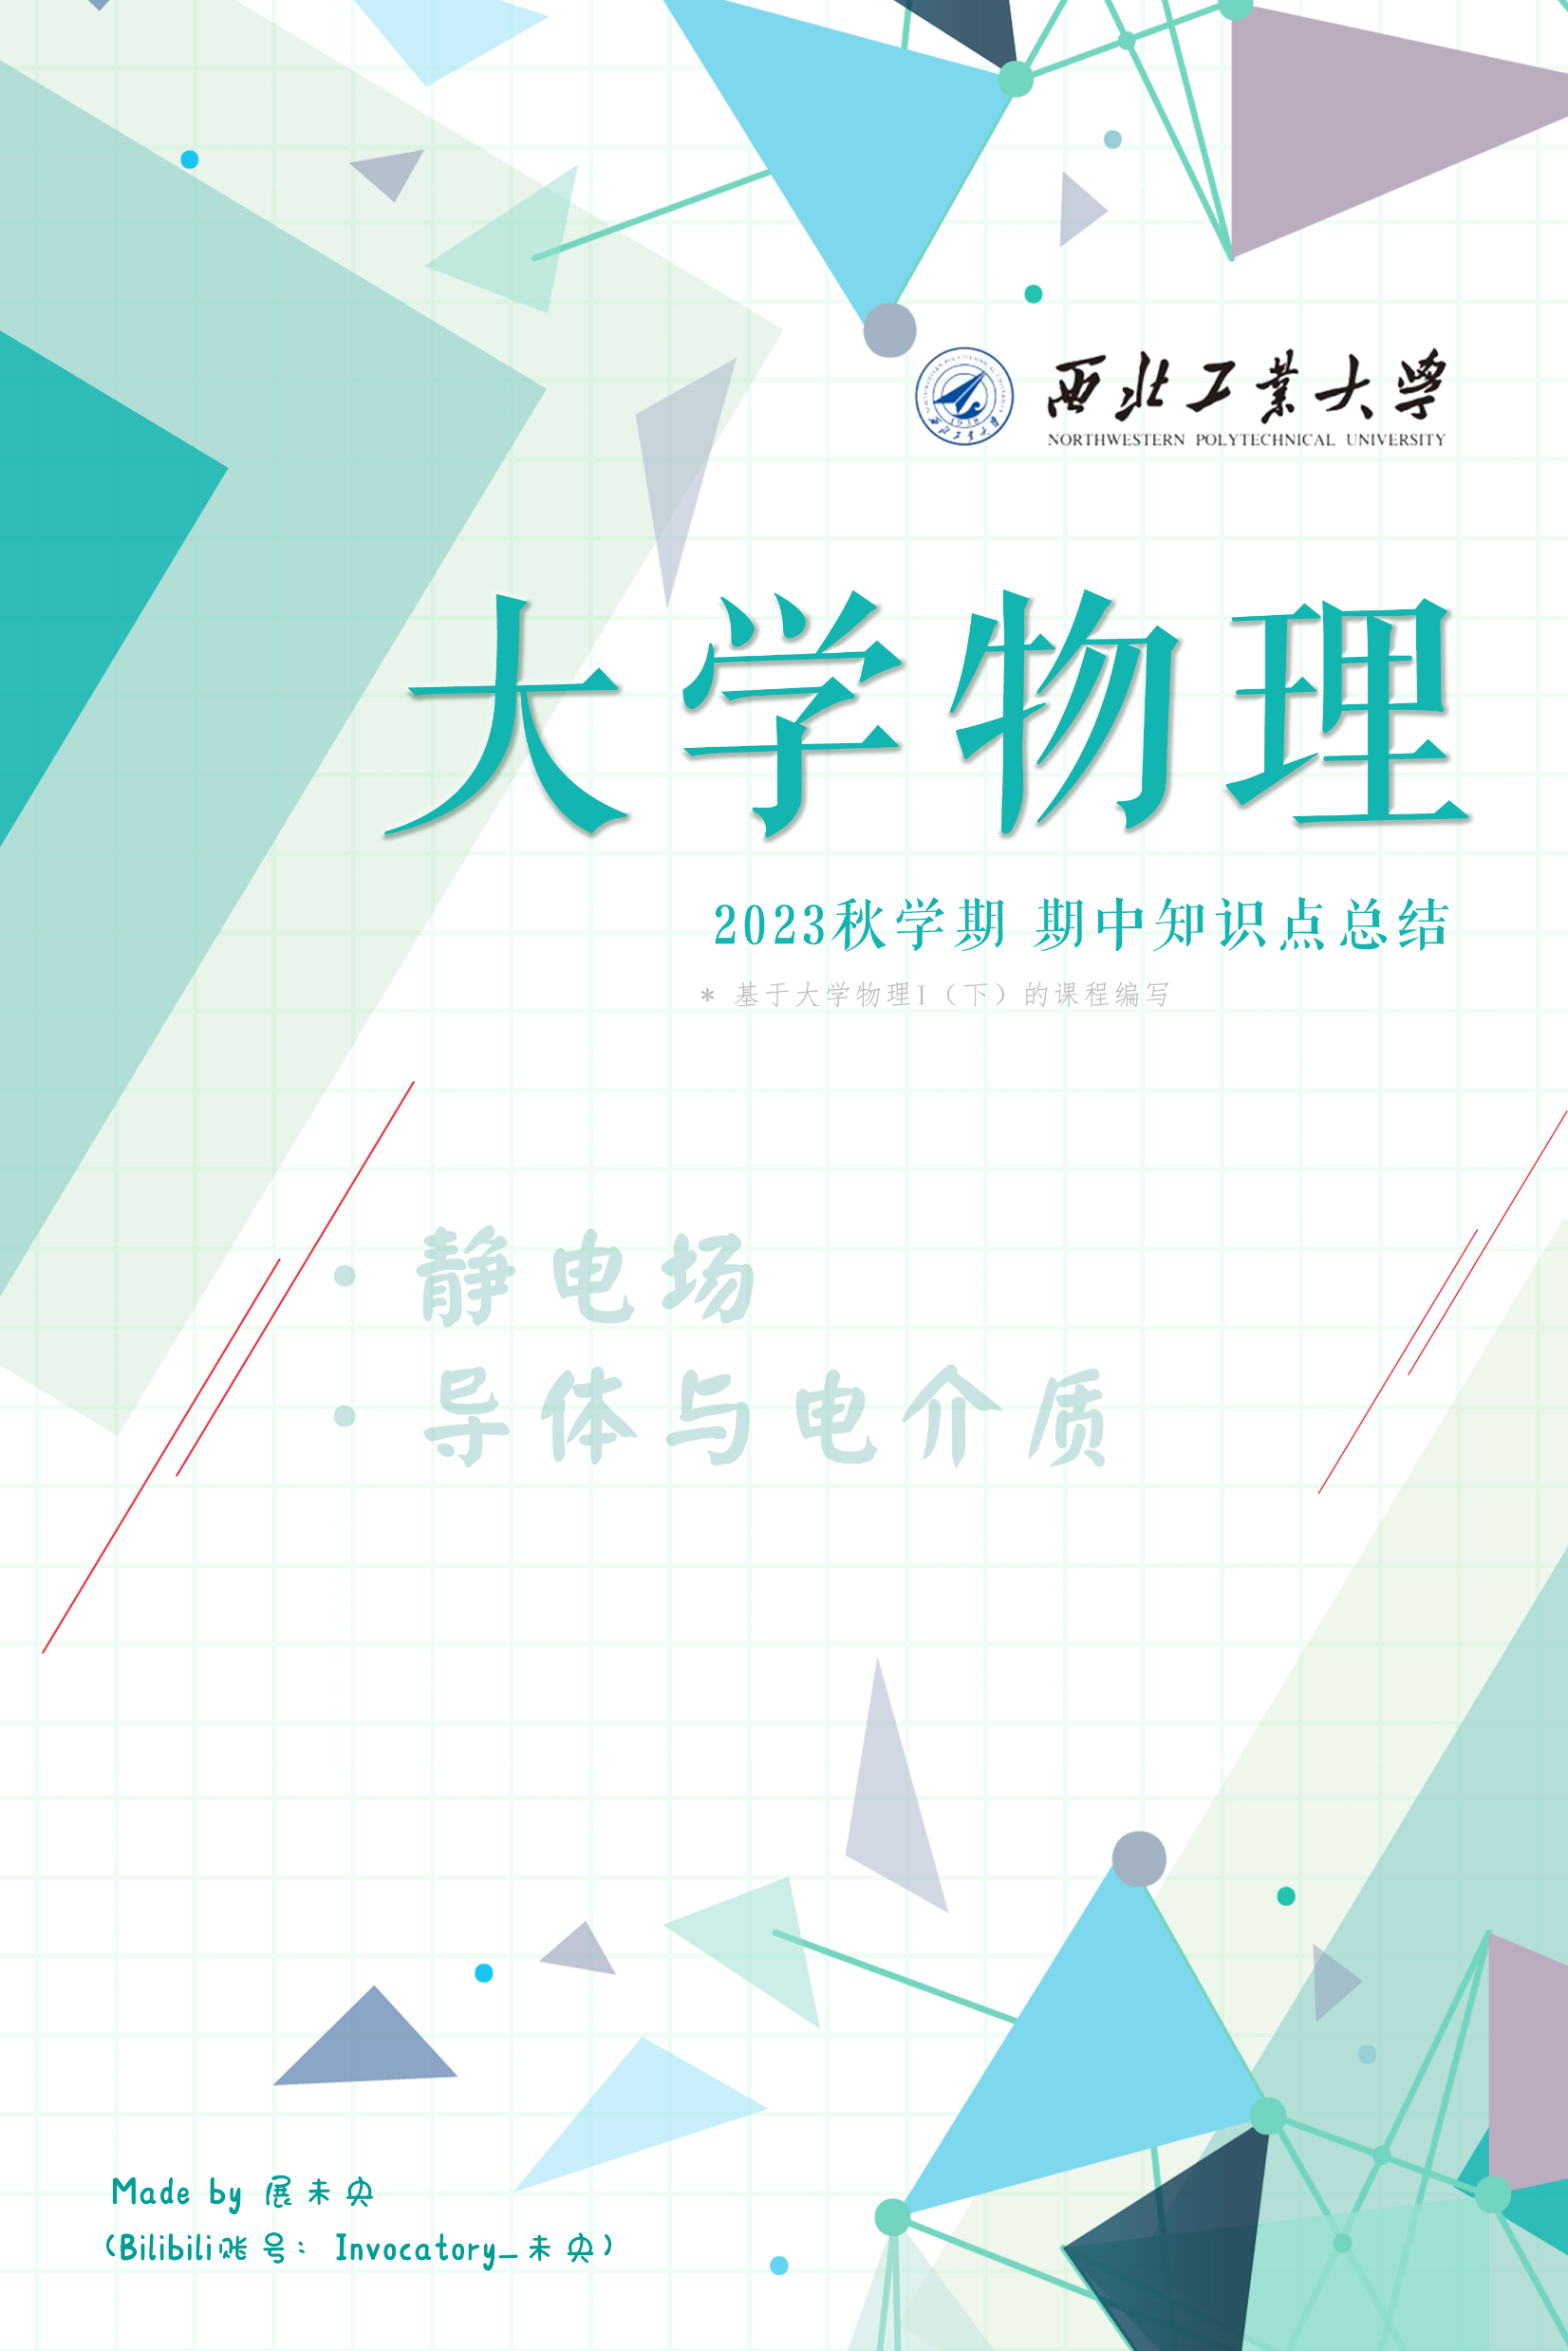 西北工业大学
NORTHWESTERN POLYTECHNICAL UNIVERSITY
大学物理
2023秋学期 期中知识点总结
* 基于大学物理I（下）的课程编写
• 静电场
• 导体与电介质
Made by 展未央
(Bilibili账号: Invocatory_未央)